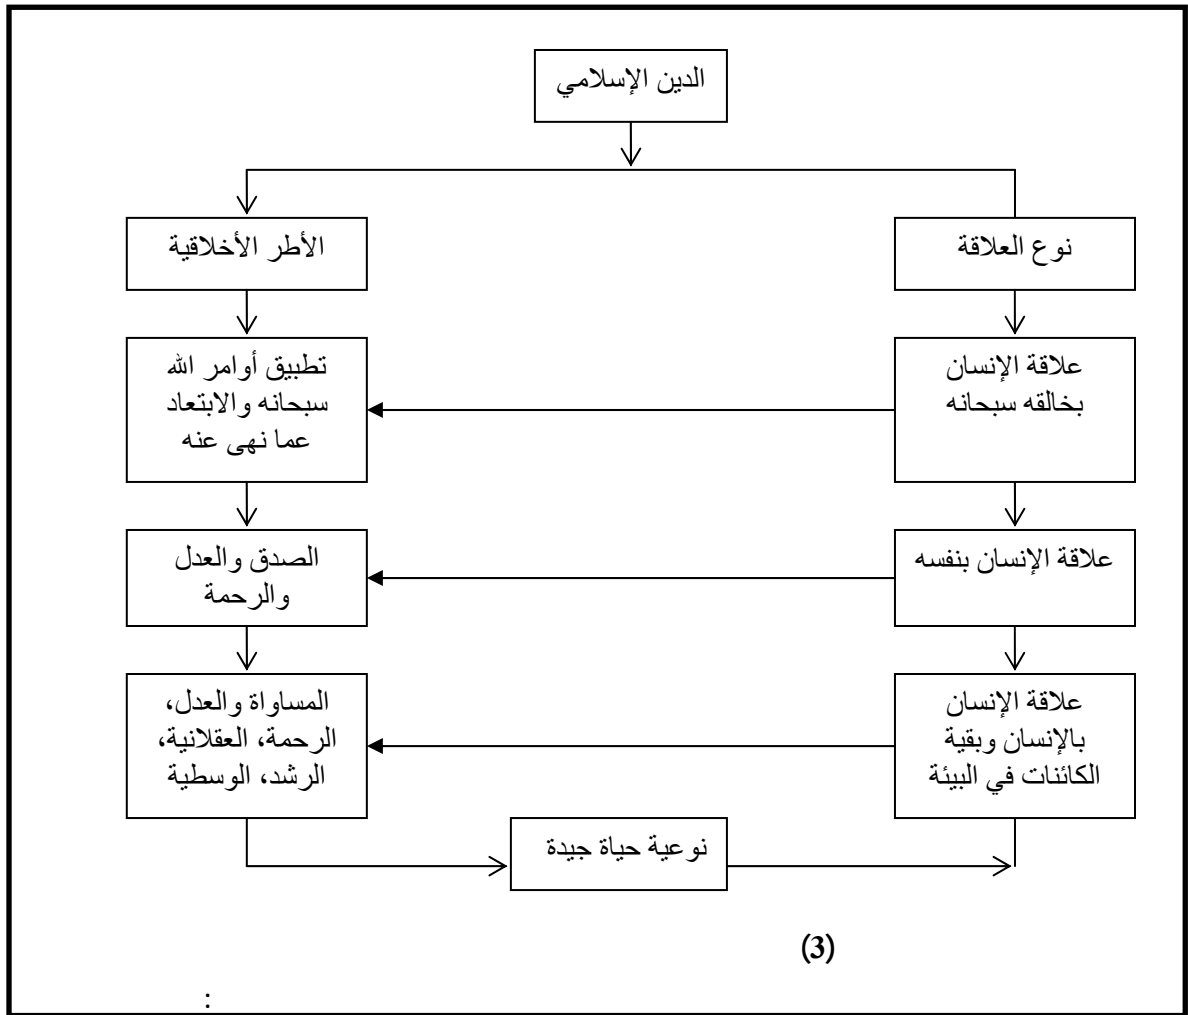 الدين الإسلامي
نوع العلاقة
الأطر الأخلاقية
علاقة الإنسان
بخالقه سبحانه
تطبيق أوامر الله
سبحانه والابتعاد
عما نهى عنه
علاقة الإنسان بنفسه
الصدق والعدل
والرحمة
علاقة الإنسان
بالإنسان وبقية
الكائنات في البيئة
المساواة والعدل،
الرحمة، العقلانية،
الرشد، الوسطية
نوعية حياة جيدة
(3)
: